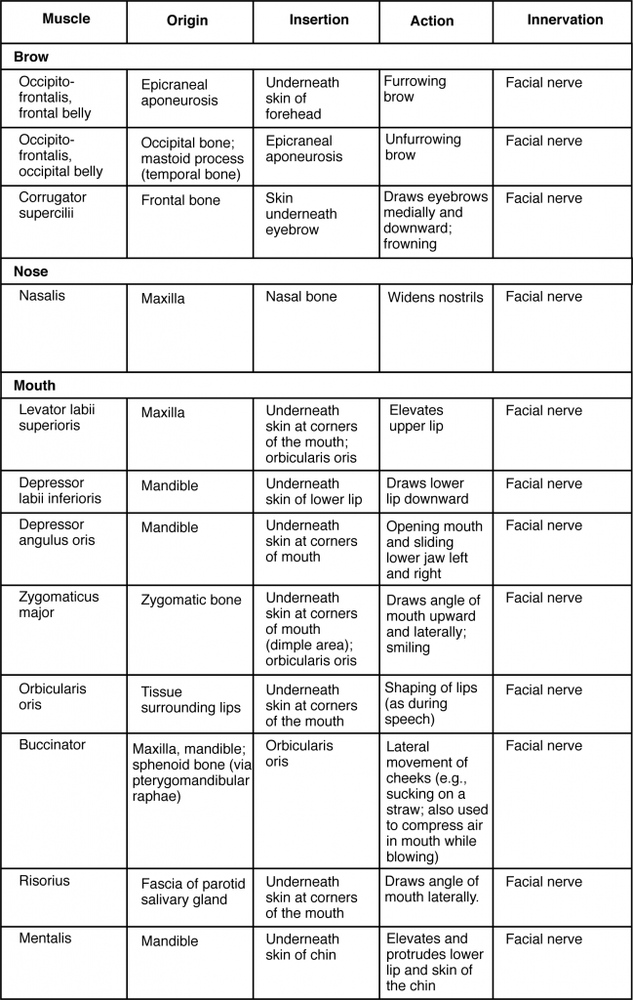 Muscle Origin Insertion Action Innervation
Brow
Occipito-
frontalis,
frontal belly
Epicraneal
aponeurosis
Underneath
skin of
forehead
Furrowing
brow
Facial nerve
Occipito-
frontalis,
occipital belly
Occipital bone;
mastoid process
(temporal bone)
Epicraneal
aponeurosis
Unfurrowing
brow
Facial nerve
Corrugator
supercilii
Frontal bone
Skin
underneath
eyebrow
Draws eyebrows
medially and
downward;
frowning
Facial nerve
Nose
Nasalis
Maxilla
Nasal bone
Widens nostrils
Facial nerve
Mouth
Levator labii
superioris
Maxilla
Underneath
skin at corners
of the mouth;
orbicularis oris
Elevates
upper lip
Facial nerve
Depressor
labii inferioris
Mandible
Underneath
skin of lower lip
Draws lower
lip downward
Facial nerve
Depressor
angulus oris
Mandible
Underneath
skin at corners
of mouth
Opening mouth
and sliding
lower jaw left
and right
Facial nerve
Zygomaticus
major
Zygomatic bone
Underneath
skin at corners
of mouth
(dimple area);
orbicularis oris
Draws angle of
mouth upward
and laterally;
smiling
Facial nerve
Orbicularis
oris
Tissue
surrounding lips
Underneath
skin at corners
of the mouth
Shaping of lips
(as during
speech)
Facial nerve
Buccinator
Maxilla, mandible;
sphenoid bone (via
pterygomandibular
raphae)
Orbicularis
oris
Lateral
movement of
cheeks (e.g.,
sucking on a
straw; also used
to compress air
in mouth while
blowing)
Facial nerve
Risorius
Fascia of parotid
salivary gland
Underneath
skin at corners
of the mouth
Draws angle of
mouth laterally.
Facial nerve
Mentalis
Mandible
Underneath
skin of chin
Elevates and
protrudes lower
lip and skin of
the chin
Facial nerve